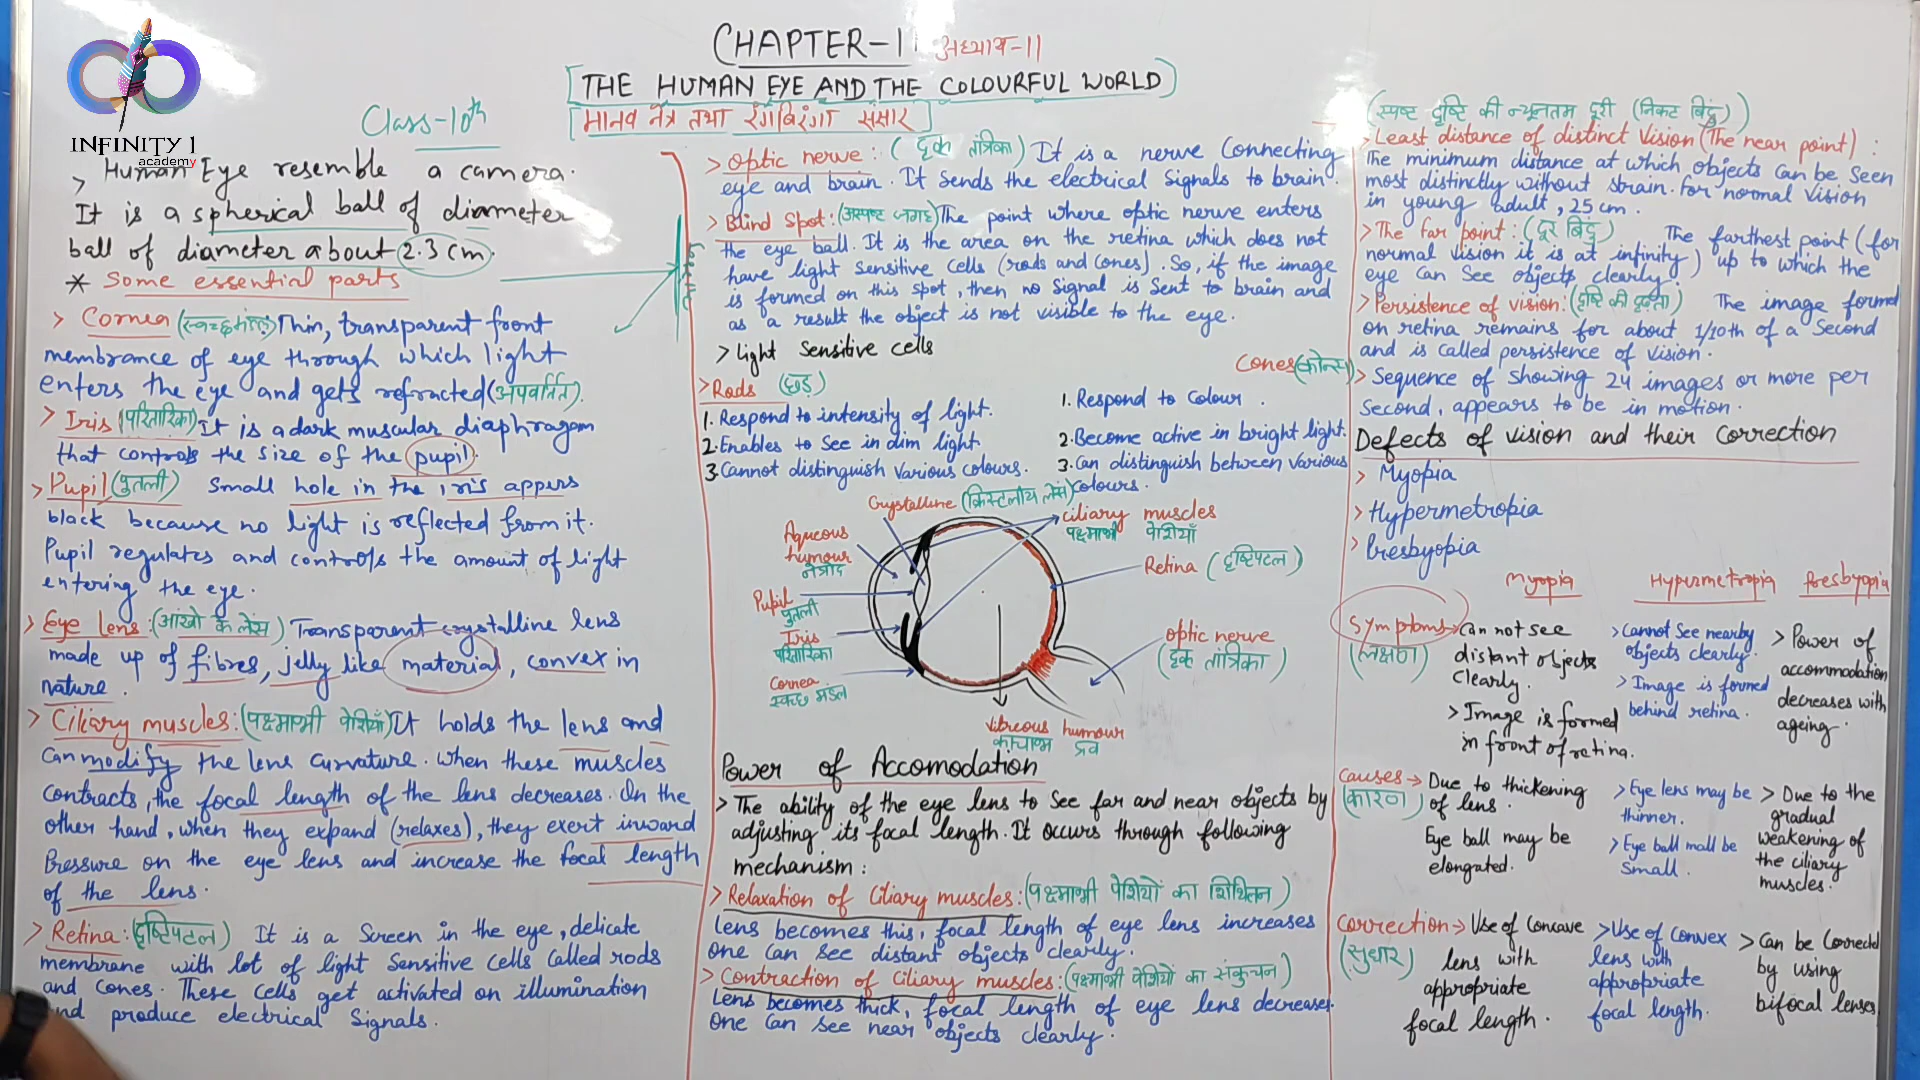 INFINITY 1
academy
CHAPTER-11 अध्याय-11
[THE HUMAN EYE AND THE COLOURFUL WORLD]
[मानव नेत्र तथा रंगबिरंगा संसार]
Class-10th
> Human Eye resemble a camera.
It is a spherical ball of diameter
ball of diameter about 2.3 cm.
* Some essential parts
> Cornea (स्वच्छमंडल) Thin, transparent front
membrance of eye through which light
enters the eye and gets refracted (अपवर्तित).
> Iris (परितारिका) It is a dark muscular diaphragm
that controls the size of the pupil.
> Pupil (पुतली) Small hole in the iris appers
black because no light is reflected from it.
Pupil regulates and controls the amount of light
entering the eye.
> Eye Lens: (आंखो के लेंस) Transparent crystalline lens
made up of fibres, jelly like material, convex in
nature.
> Ciliary muscles: (पक्ष्माभी पेशियाँ) It holds the lens and
can modify the lens curvature. When these muscles
contracts, the focal length of the lens decreases. On the
other hand, when they expand (relaxes), they exert inward
Pressure on the eye lens and increase the focal length
of the lens.
> Retina: (दृष्टिपटल) It is a Screen in the eye, delicate
membrane with lot of light Sensitive cells called rods
and cones. These cells get activated on illumination
and produce electrical Signals.
> Optic nerve: (दृक तंत्रिका) It is a nerve Connecting
eye and brain. It Sends the electrical Signals to brain.
> Blind Spot: (अस्पष्ट जगह) The point where optic nerve enters
the eye ball. It is the area on the retina which does not
have light Sensitive cells (rods and cones). So, if the image
is formed on this spot, then no Signal is Sent to brain and
as a result the object is not visible to the eye.
> light Sensitive cells
> Rods (छड़)
1. Respond to intensity of light.
2. Enables to See in dim light
3. Cannot distinguish various colours.
Cones (कोन्स)
1. Respond to Colour.
2. Become active in bright light.
3. Can distinguish between various
colours.
Crystalline (क्रिस्टलीय लेंस)
Aqueous
humour
नेत्रोद
Pupil
पुतली
Iris
परितारिका
Cornea
स्वच्छ मंडल
ciliary muscles
पक्ष्माभी पेशियाँ
Retina (दृष्टिपटल)
optic nerve
(दृक तांत्रिका)
vitreous humour
काचाभ द्रव
Power of Accomodation
> The ability of the eye lens to See far and near objects by
adjusting its focal length. It occurs through following
mechanism:
> Relaxation of Ciliary muscles: (पक्ष्माभी पेशियों का शिथिलन)
Lens becomes this, focal length of eye lens increases
one can see distant objects clearly.
> Contraction of ciliary muscles: (पक्ष्माभी पेशियों का संकुचन)
Lens becomes thick, focal length of eye lens decreases
one can See near objects clearly.
(स्पष्ट दृष्टि की न्यूनतम दूरी (निकट बिंदु))
> Least distance of distinct Vision (The near point):
The minimum distance at which objects can be Seen
most distinctly without strain. for normal vision
in young adult, 25 cm.
> The far point: (दूर बिंदु) The farthest point (for
normal vision it is at infinity) up to which the
eye can See objects clearly.
> Persistence of vision: The image formed
on retina remains for about 1/10th of a Second
and is called persistence of vision.
> Sequence of Showing 24 images or more per
Second, appears to be in motion.
Defects of vision and their Correction
> Myopia
> Hypermetropia
> Presbyopia
Myopia Hypermetropia Presbyopia
Symptoms→
(लक्षण)
can not see
distant objects
clearly.
> Image is formed
in front of retina.
> Cannot See nearby
objects clearly.
> Image is formed
behind retina.
> Power of
accommodation
decreases with
ageing.
Causes →
(कारण)
Due to thickening
of lens.
Eye ball may be
elongated.
> Eye lens may be
thinner.
> Eye ball mall be
Small.
> Due to the
gradual
weakening of
the ciliary
muscles.
Correction →
(सुधार)
Use of Concave
lens with
appropriate
focal length.
> Use of Convex
lens with
appropriate
focal length.
> Can be Corrected
by using
bifocal lenses